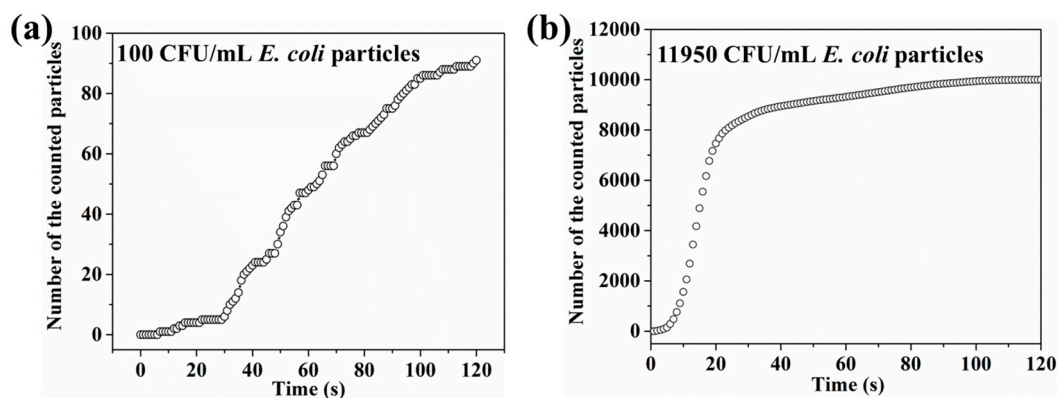 (a)
100 CFU/mL E. coli particles
Number of the counted particles
100
80
60
40
20
0
0 20 40 60 80 100 120
Time (s)
(b)
11950 CFU/mL E. coli particles
Number of the counted particles
12000
10000
8000
6000
4000
2000
0
0 20 40 60 80 100 120
Time (s)